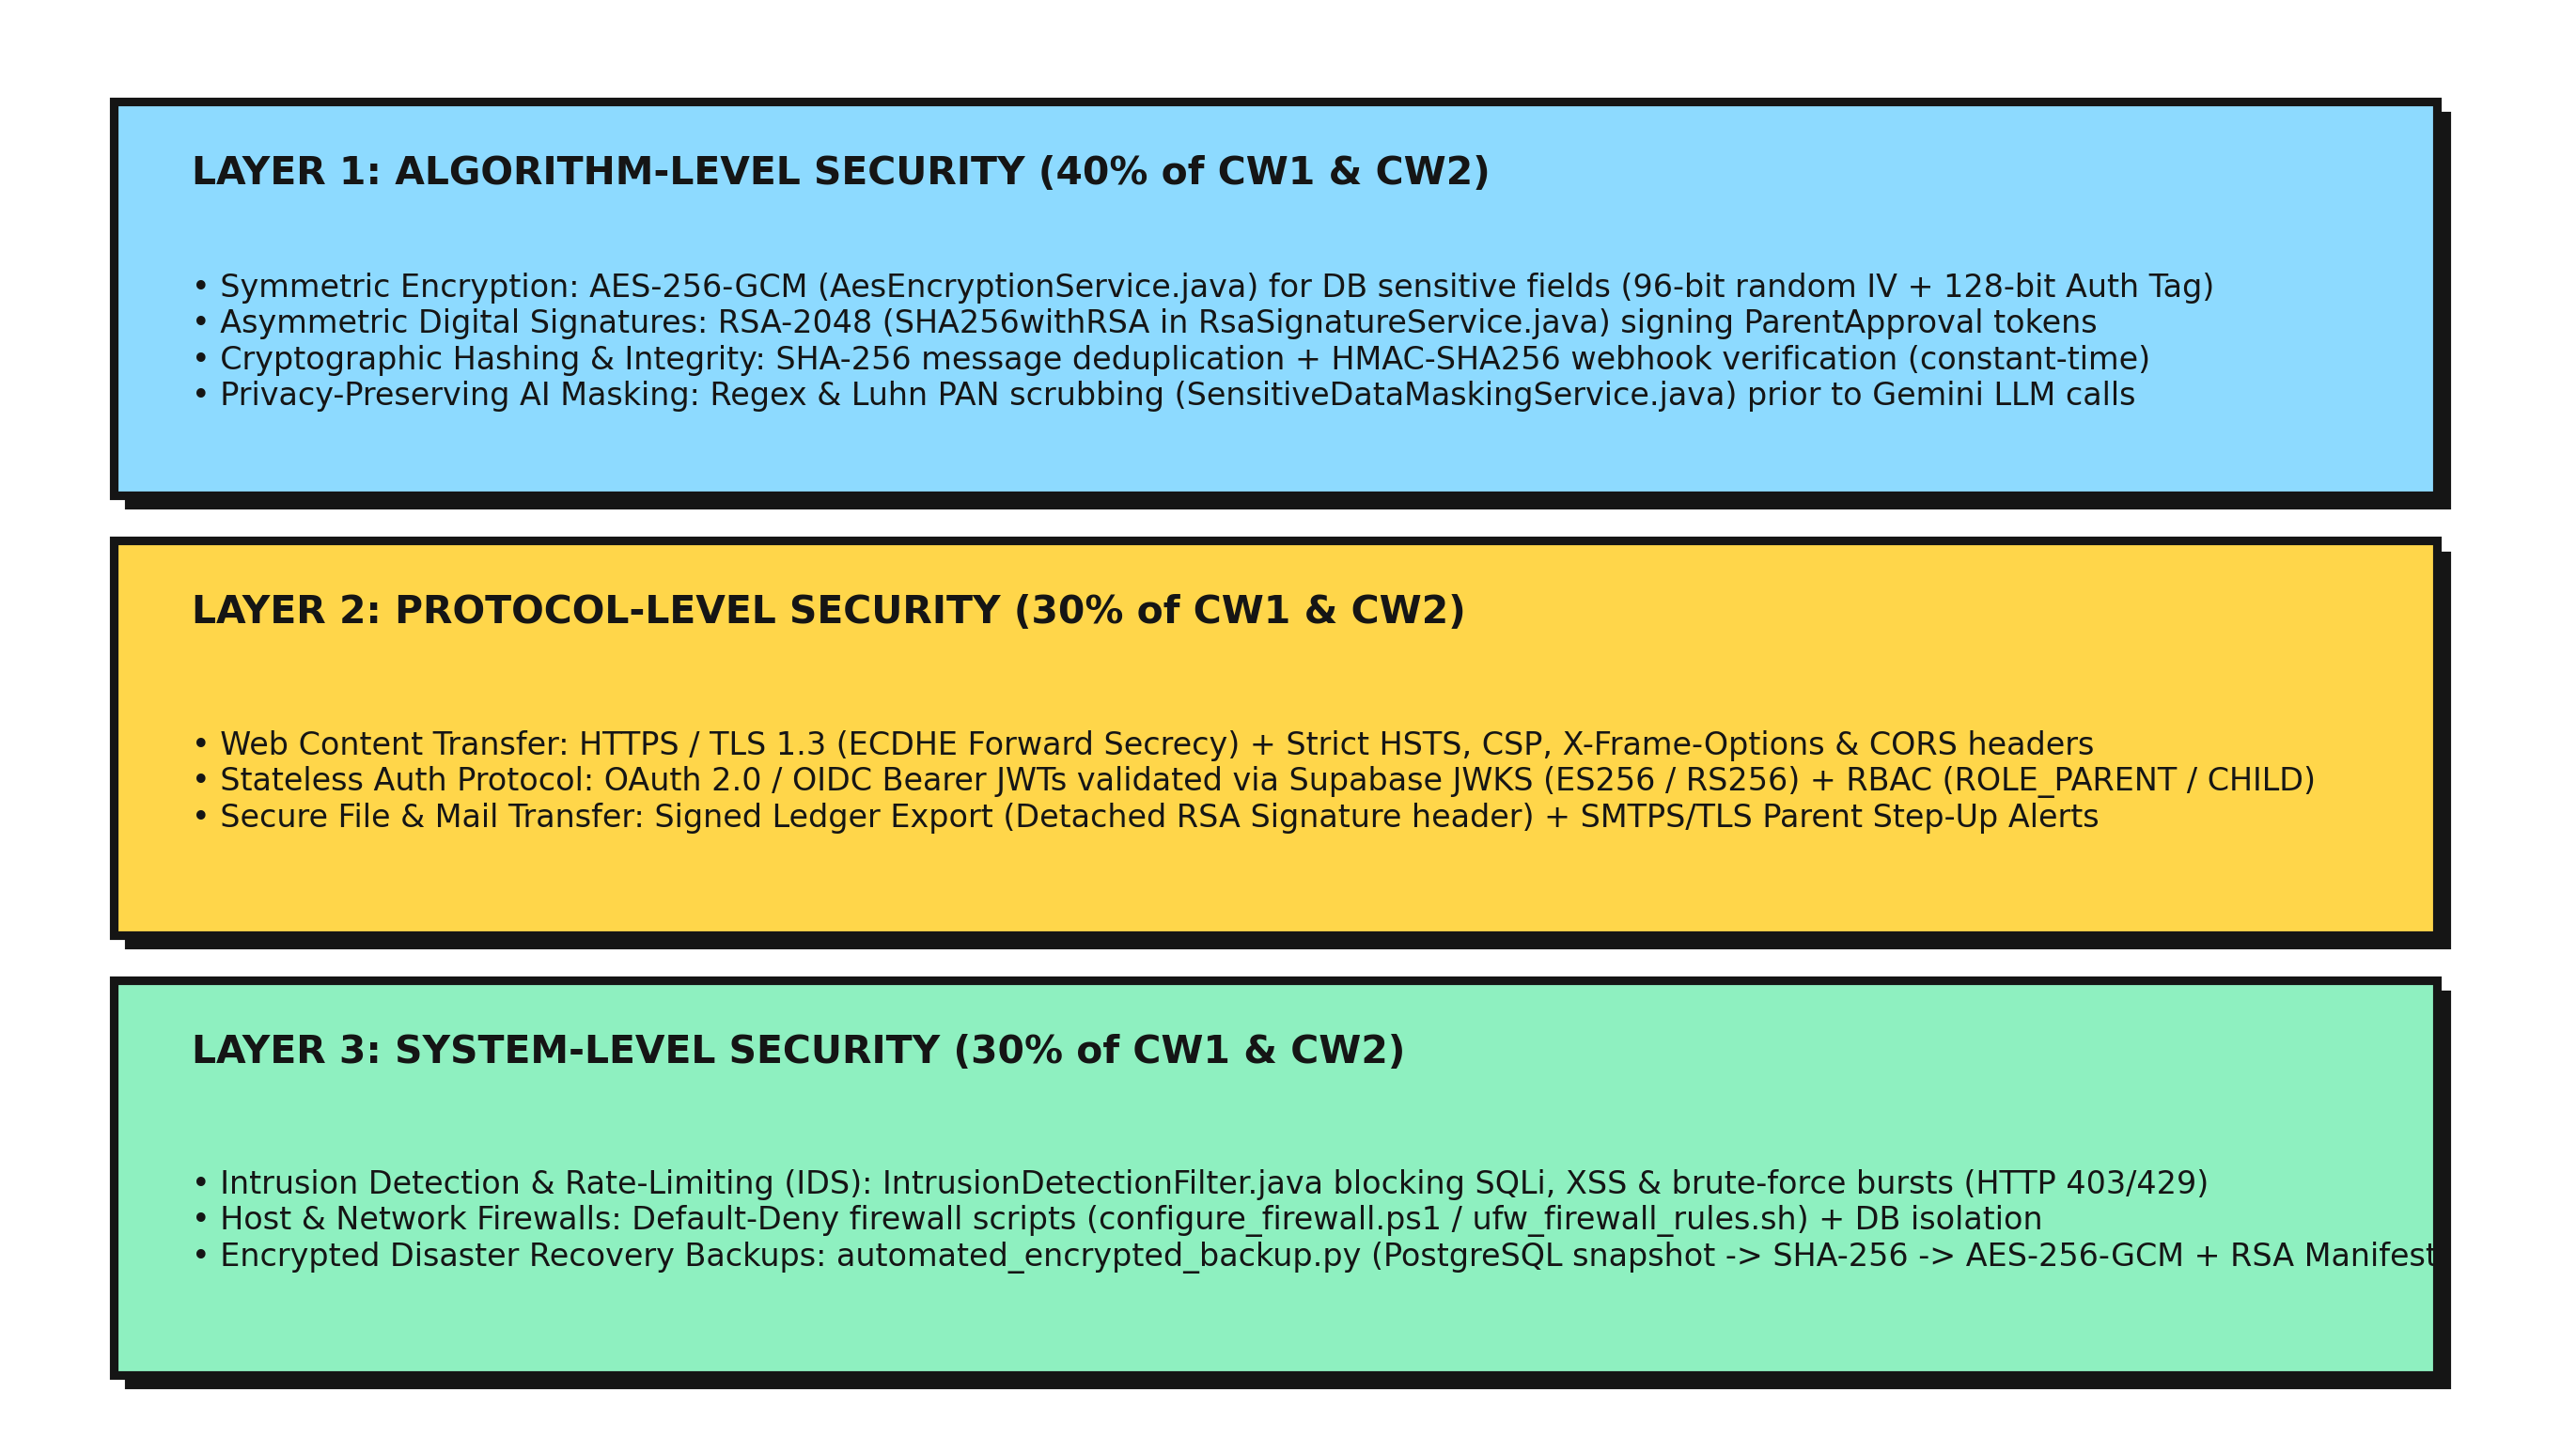 LAYER 1: ALGORITHM-LEVEL SECURITY (40% of CW1 & CW2)
• Symmetric Encryption: AES-256-GCM (AesEncryptionService.java) for DB sensitive fields (96-bit random IV + 128-bit Auth Tag)
• Asymmetric Digital Signatures: RSA-2048 (SHA256withRSA in RsaSignatureService.java) signing ParentApproval tokens
• Cryptographic Hashing & Integrity: SHA-256 message deduplication + HMAC-SHA256 webhook verification (constant-time)
• Privacy-Preserving AI Masking: Regex & Luhn PAN scrubbing (SensitiveDataMaskingService.java) prior to Gemini LLM calls
LAYER 2: PROTOCOL-LEVEL SECURITY (30% of CW1 & CW2)
• Web Content Transfer: HTTPS / TLS 1.3 (ECDHE Forward Secrecy) + Strict HSTS, CSP, X-Frame-Options & CORS headers
• Stateless Auth Protocol: OAuth 2.0 / OIDC Bearer JWTs validated via Supabase JWKS (ES256 / RS256) + RBAC (ROLE_PARENT / CHILD)
• Secure File & Mail Transfer: Signed Ledger Export (Detached RSA Signature header) + SMTPS/TLS Parent Step-Up Alerts
LAYER 3: SYSTEM-LEVEL SECURITY (30% of CW1 & CW2)
• Intrusion Detection & Rate-Limiting (IDS): IntrusionDetectionFilter.java blocking SQLi, XSS & brute-force bursts (HTTP 403/429)
• Host & Network Firewalls: Default-Deny firewall scripts (configure_firewall.ps1 / ufw_firewall_rules.sh) + DB isolation
• Encrypted Disaster Recovery Backups: automated_encrypted_backup.py (PostgreSQL snapshot -> SHA-256 -> AES-256-GCM + RSA Manifest